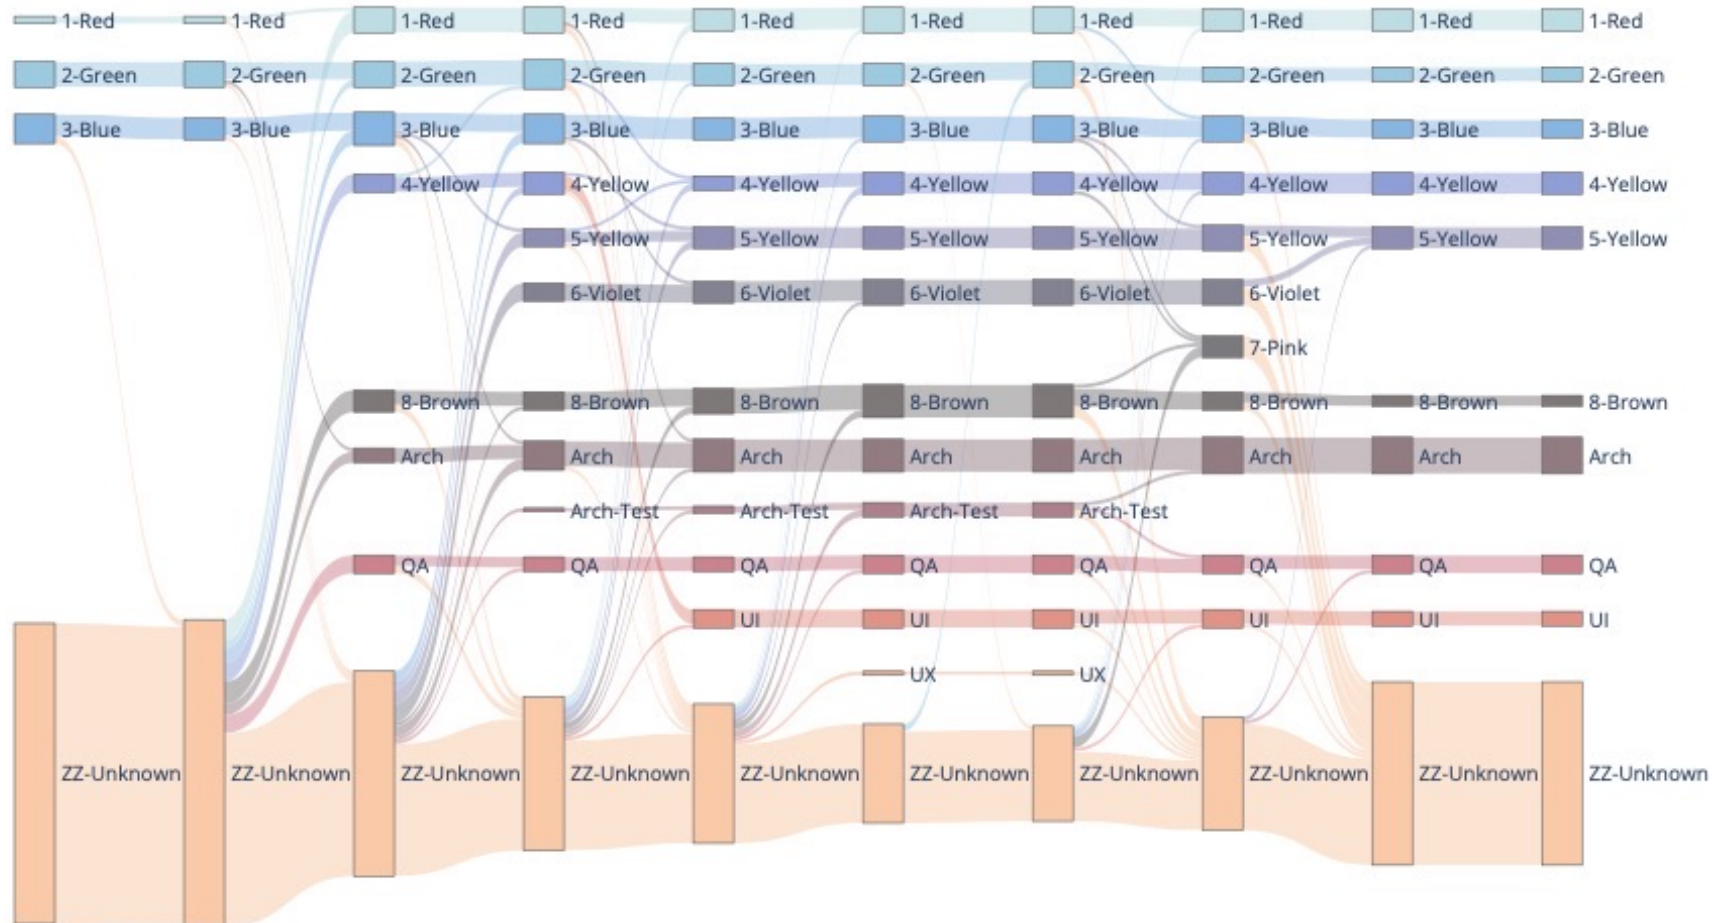 1-Red 1-Red 1-Red 1-Red 1-Red 1-Red 1-Red 1-Red 1-Red 1-Red
2-Green 2-Green 2-Green 2-Green 2-Green 2-Green 2-Green 2-Green 2-Green 2-Green
3-Blue 3-Blue 3-Blue 3-Blue 3-Blue 3-Blue 3-Blue 3-Blue 3-Blue 3-Blue
4-Yellow 4-Yellow 4-Yellow 4-Yellow 4-Yellow 4-Yellow 4-Yellow 4-Yellow
5-Yellow 5-Yellow 5-Yellow 5-Yellow 5-Yellow 5-Yellow 5-Yellow
6-Violet 6-Violet 6-Violet 6-Violet 6-Violet
7-Pink
8-Brown 8-Brown 8-Brown 8-Brown 8-Brown 8-Brown 8-Brown 8-Brown
Arch Arch Arch Arch Arch Arch Arch Arch
Arch-Test Arch-Test Arch-Test Arch-Test
QA QA QA QA QA QA QA QA
UI UI UI UI UI UI
UX UX
ZZ-Unknown ZZ-Unknown ZZ-Unknown ZZ-Unknown ZZ-Unknown ZZ-Unknown ZZ-Unknown ZZ-Unknown ZZ-Unknown ZZ-Unknown